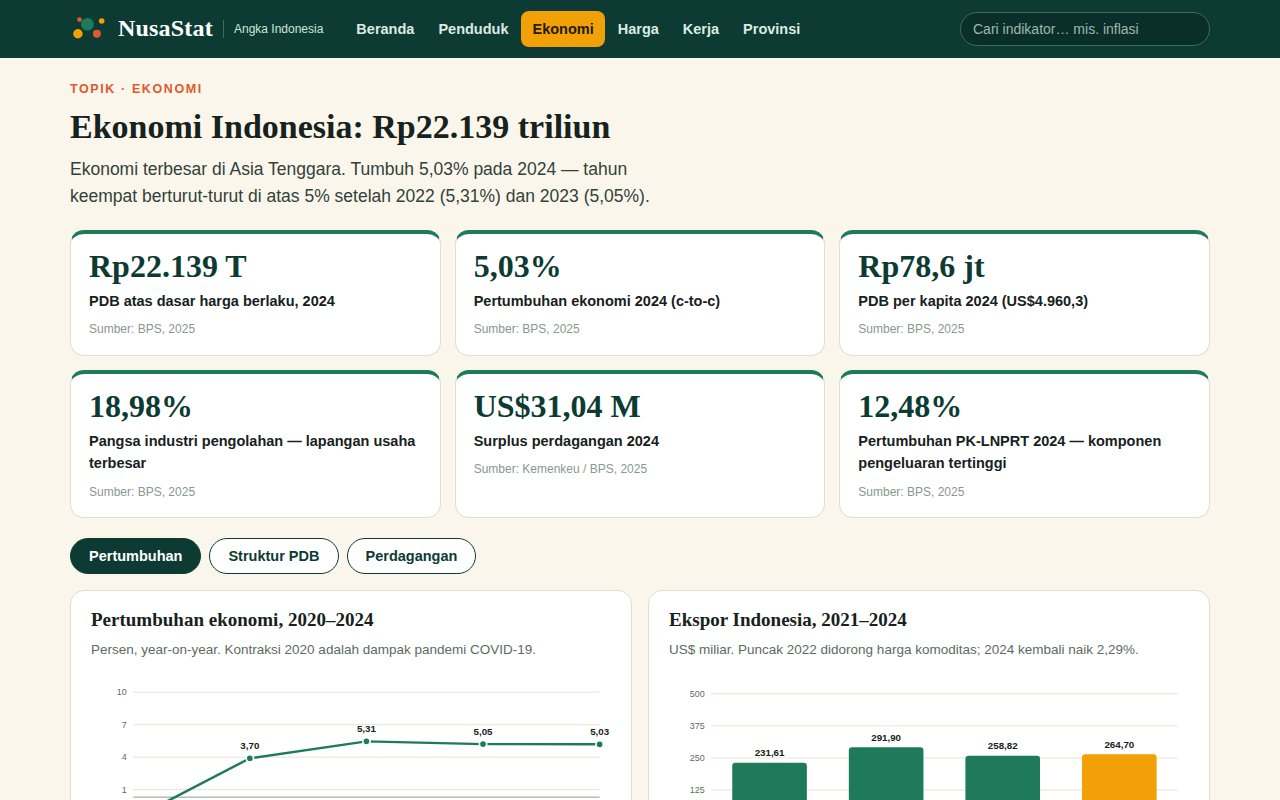 NusaStat
Angka Indonesia
Beranda
Penduduk
Ekonomi
Harga
Kerja
Provinsi
Cari indikator… mis. inflasi
TOPIK · EKONOMI
Ekonomi Indonesia: Rp22.139 triliun
Ekonomi terbesar di Asia Tenggara. Tumbuh 5,03% pada 2024 — tahun
keempat berturut-turut di atas 5% setelah 2022 (5,31%) dan 2023 (5,05%).
Rp22.139 T
PDB atas dasar harga berlaku, 2024
Sumber: BPS, 2025
5,03%
Pertumbuhan ekonomi 2024 (c-to-c)
Sumber: BPS, 2025
Rp78,6 jt
PDB per kapita 2024 (US$4.960,3)
Sumber: BPS, 2025
18,98%
Pangsa industri pengolahan — lapangan usaha
terbesar
Sumber: BPS, 2025
US$31,04 M
Surplus perdagangan 2024
Sumber: Kemenkeu / BPS, 2025
12,48%
Pertumbuhan PK-LNPRT 2024 — komponen
pengeluaran tertinggi
Sumber: BPS, 2025
Pertumbuhan
Struktur PDB
Perdagangan
Pertumbuhan ekonomi, 2020–2024
Persen, year-on-year. Kontraksi 2020 adalah dampak pandemi COVID-19.
10
7
4
1
3,70
5,31
5,05
5,03
Ekspor Indonesia, 2021–2024
US$ miliar. Puncak 2022 didorong harga komoditas; 2024 kembali naik 2,29%.
500
375
250
125
231,61
291,90
258,82
264,70